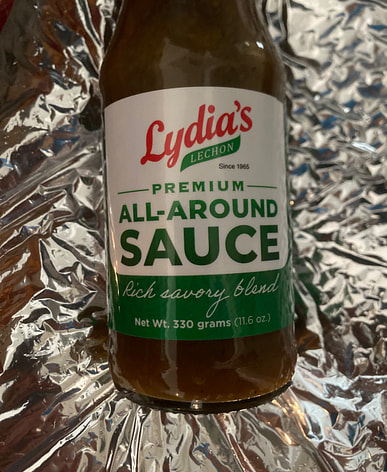 Lydia's
LECHON
Since 1965
PREMIUM
ALL-AROUND
SAUCE
Rich savory blend
Net Wt. 330 grams (11.6 oz.)